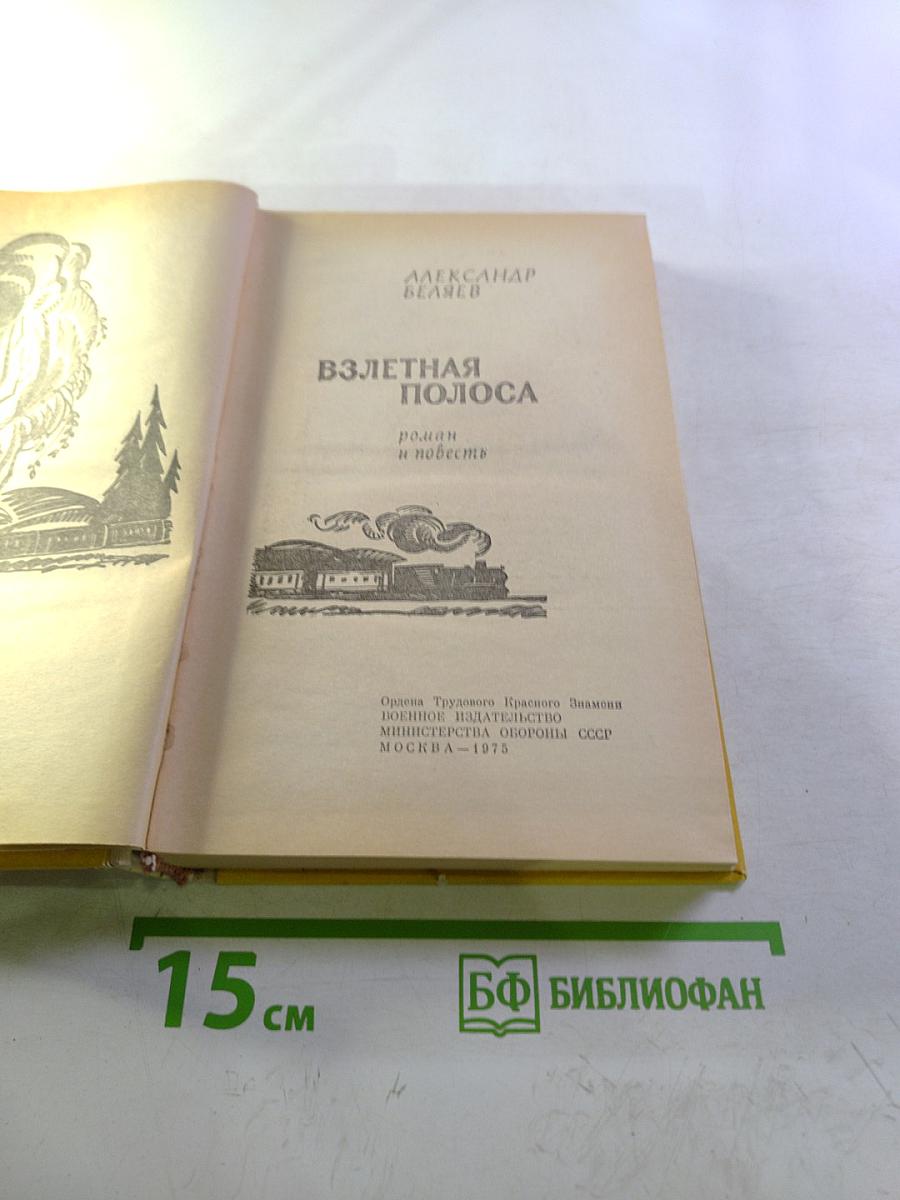 АЛЕКСАНДР
БЕЛЯЕВ
ВЗЛЕТНАЯ
ПОЛОСА
роман
и повесть
Ордена Трудового Красного Знамени
ВОЕННОЕ ИЗДАТЕЛЬСТВО
МИНИСТЕРСТВА ОБОРОНЫ СССР
МОСКВА — 1975
15 см
БФ БИБЛИОФАН